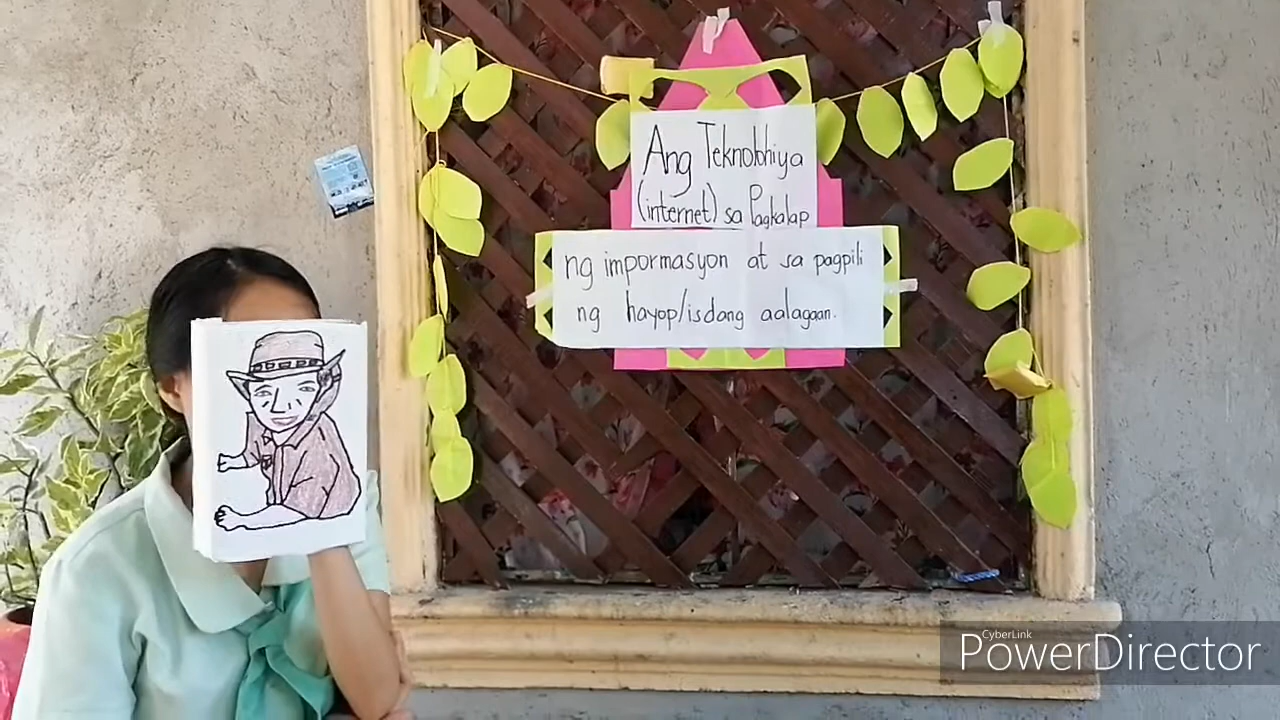 Ang Teknolohiya
(internet) sa Pagkalap
ng impormasyon at sa pagpili
ng hayop/isdang aalagaan.
CyberLink
PowerDirector